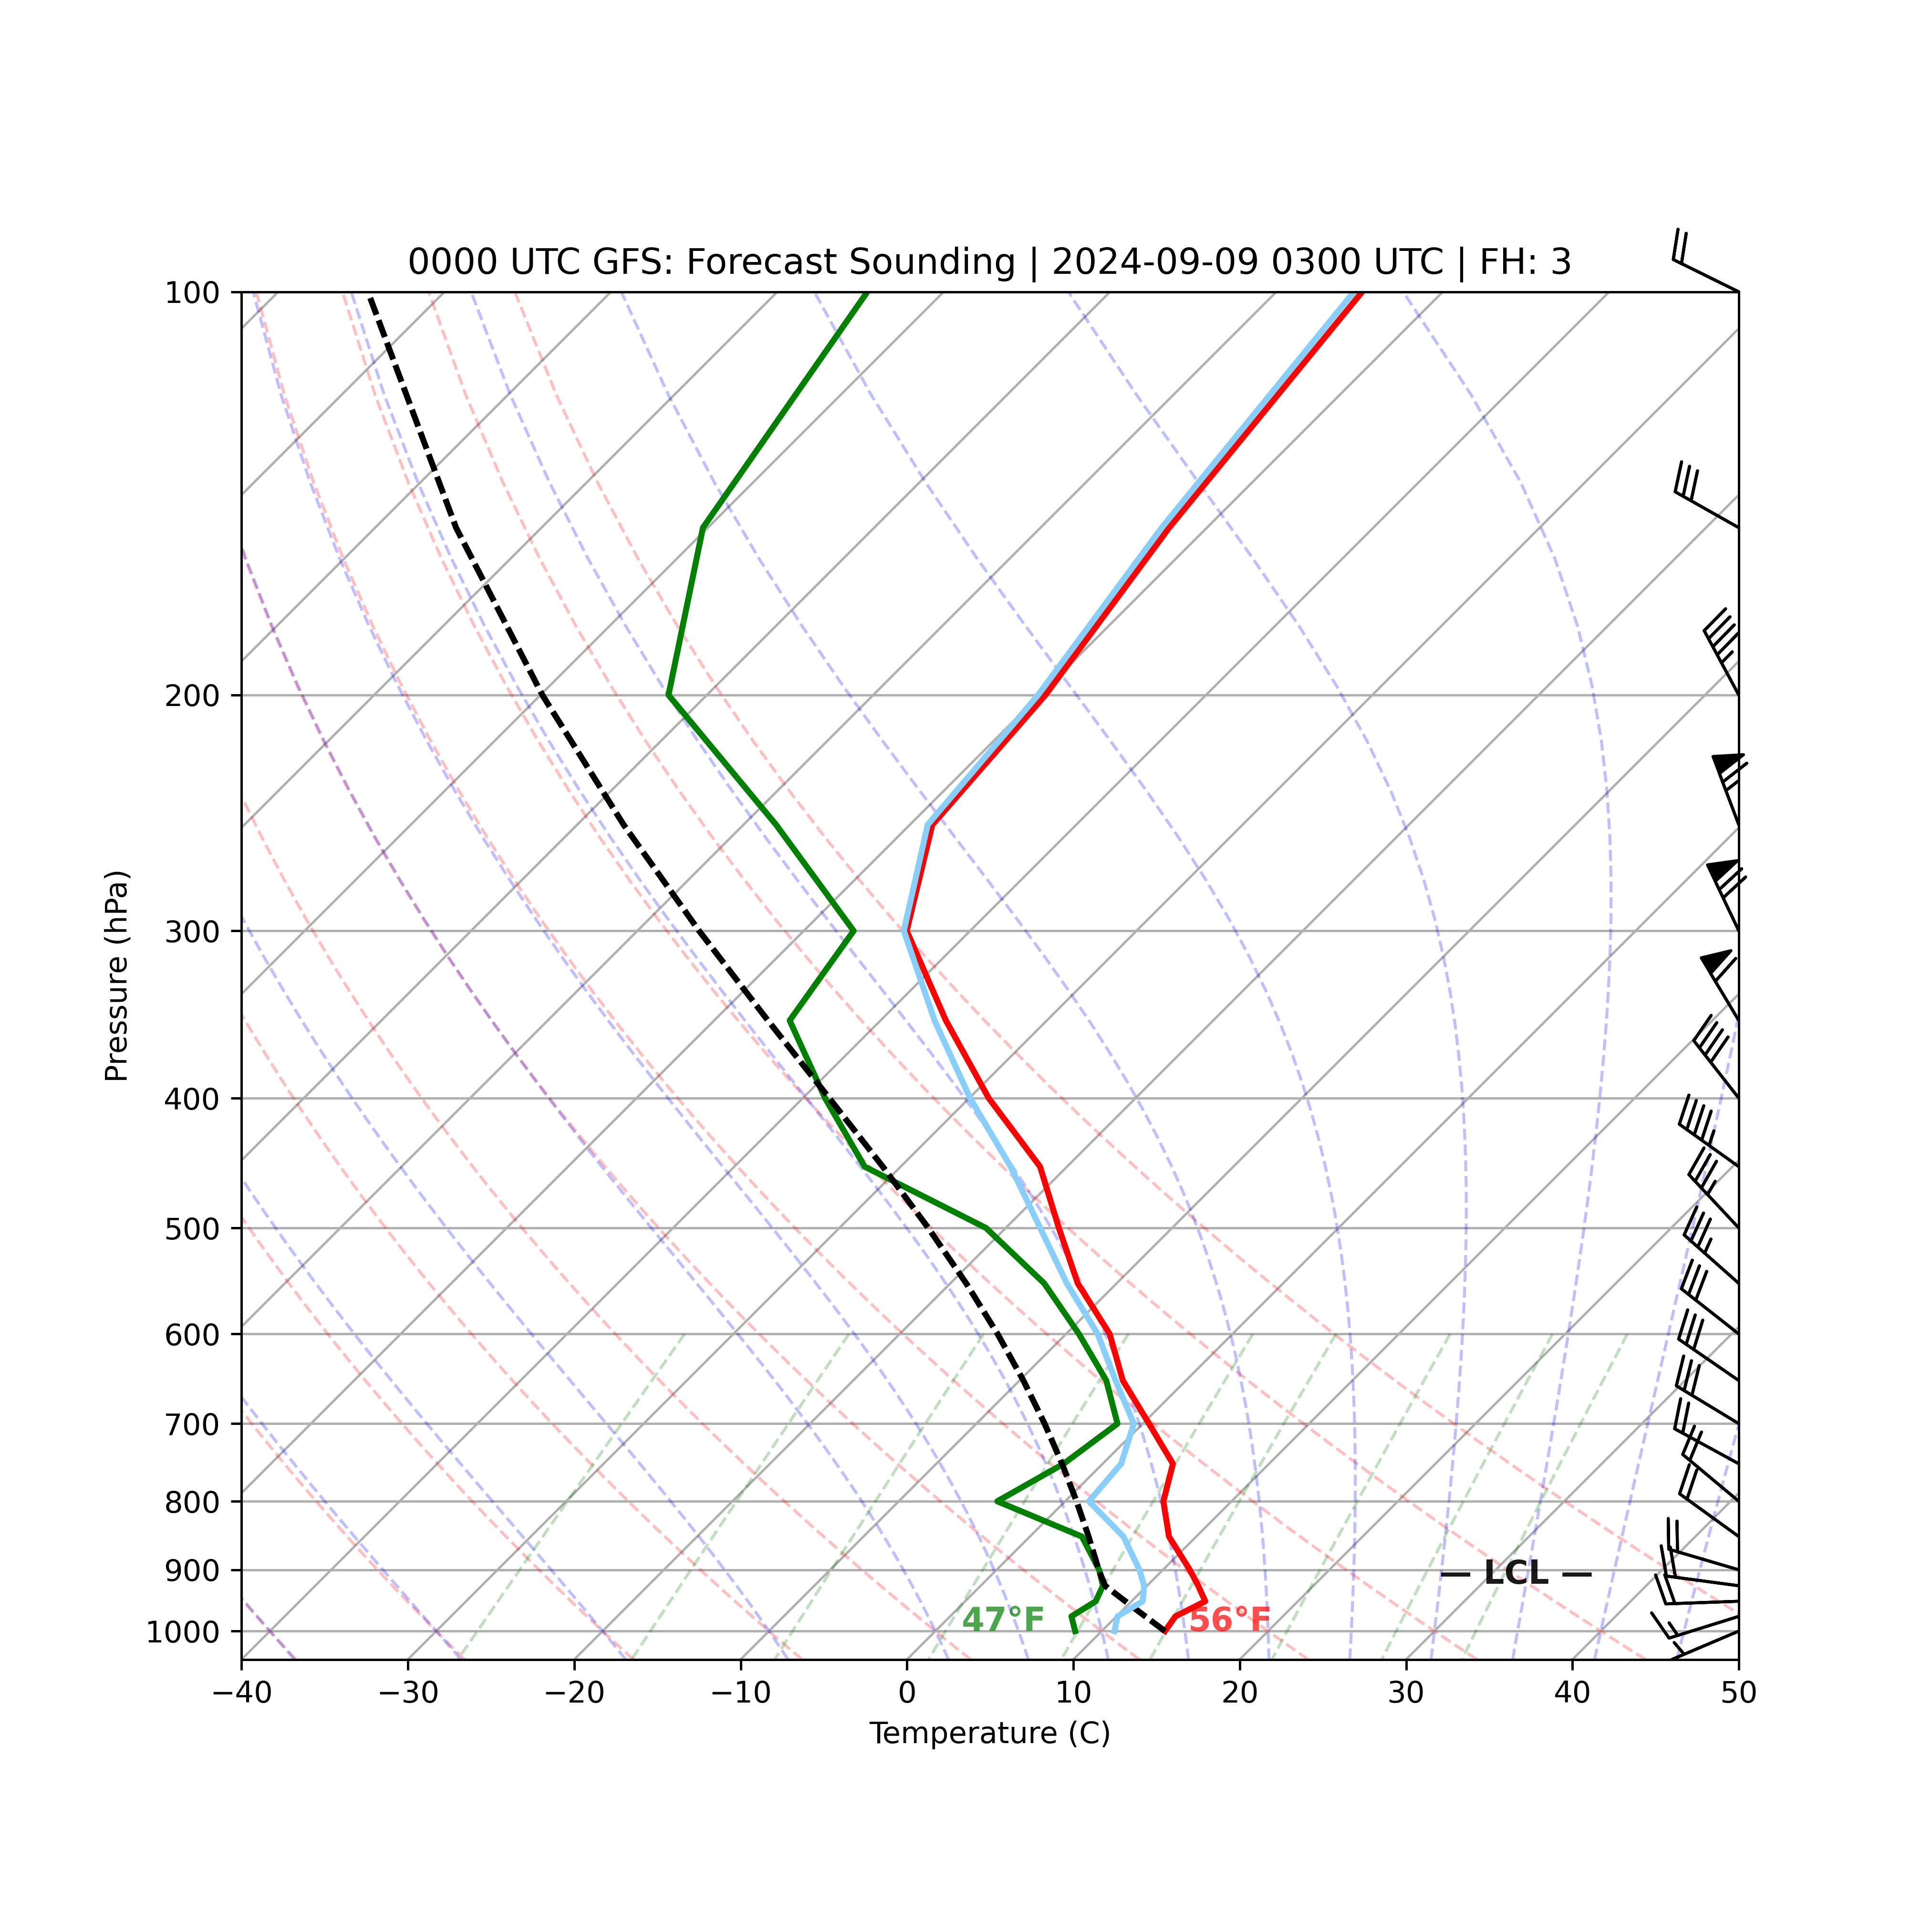 0000 UTC GFS: Forecast Sounding | 2024-09-09 0300 UTC | FH: 3
100
200
300
400
500
600
700
800
900
1000
Pressure (hPa)
— LCL —
47°F
56°F
−40 −30 −20 −10 0 10 20 30 40 50
Temperature (C)